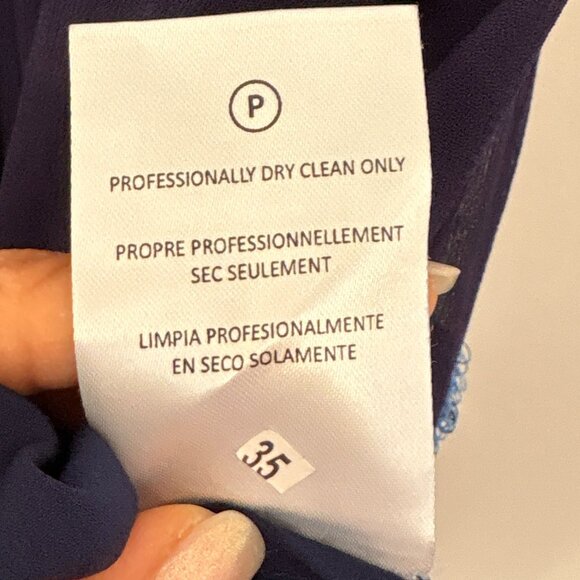 P
PROFESSIONALLY DRY CLEAN ONLY
PROPRE PROFESSIONNELLEMENT
SEC SEULEMENT
LIMPIA PROFESIONALMENTE
EN SECO SOLAMENTE
35